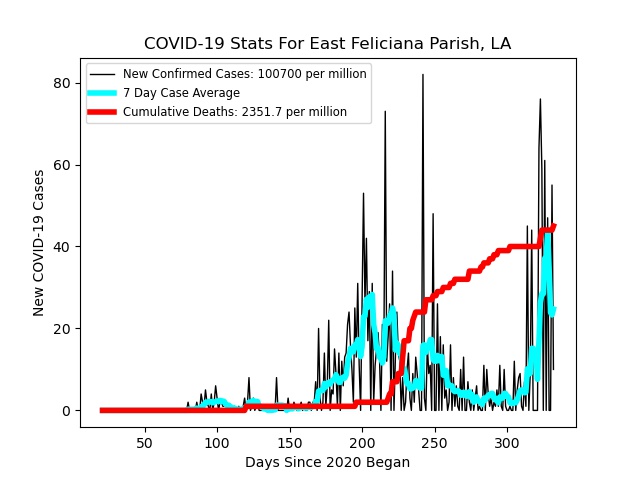 COVID-19 Stats For East Feliciana Parish, LA
New Confirmed Cases: 100700 per million
7 Day Case Average
Cumulative Deaths: 2351.7 per million
New COVID-19 Cases
80
60
40
20
0
50 100 150 200 250 300
Days Since 2020 Began